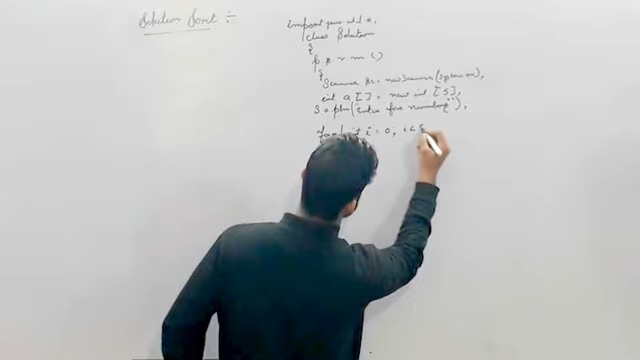 Selection Sort :-
import java.util.*;
class Selection
{
p s v m ()
{
Scanner sc = new Scanner(System.in);
int a[] = new int [5];
S.o.pln("Enter five numbers");
for(int i = 0; i < 5